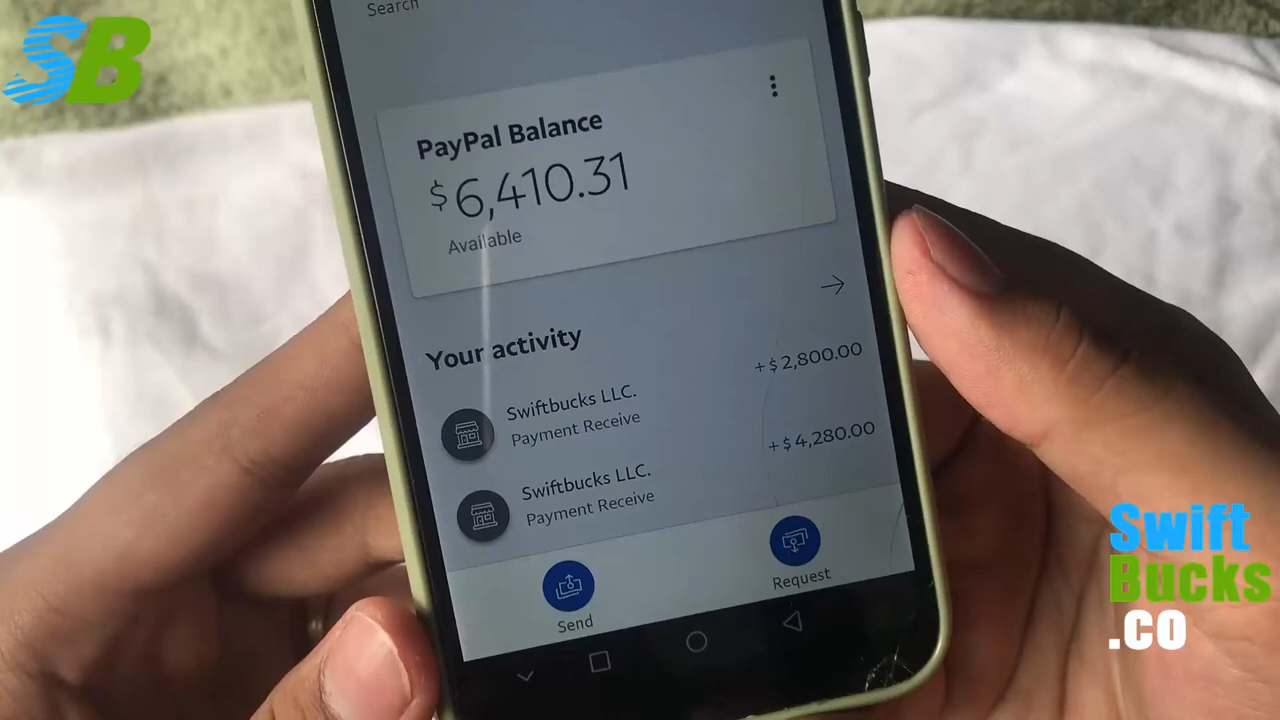 SB
Search
PayPal Balance
$6,410.31
Available
Your activity
Swiftbucks LLC. +$2,800.00
Payment Receive
Swiftbucks LLC. +$4,280.00
Payment Receive
Send Request
Swift
Bucks
.co